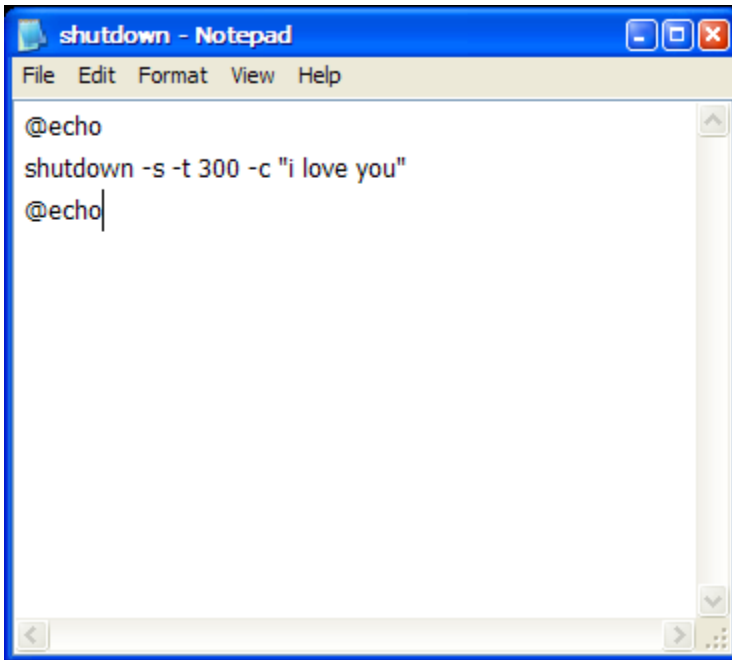 shutdown - Notepad
File Edit Format View Help
@echo
shutdown -s -t 300 -c "i love you"
@echo